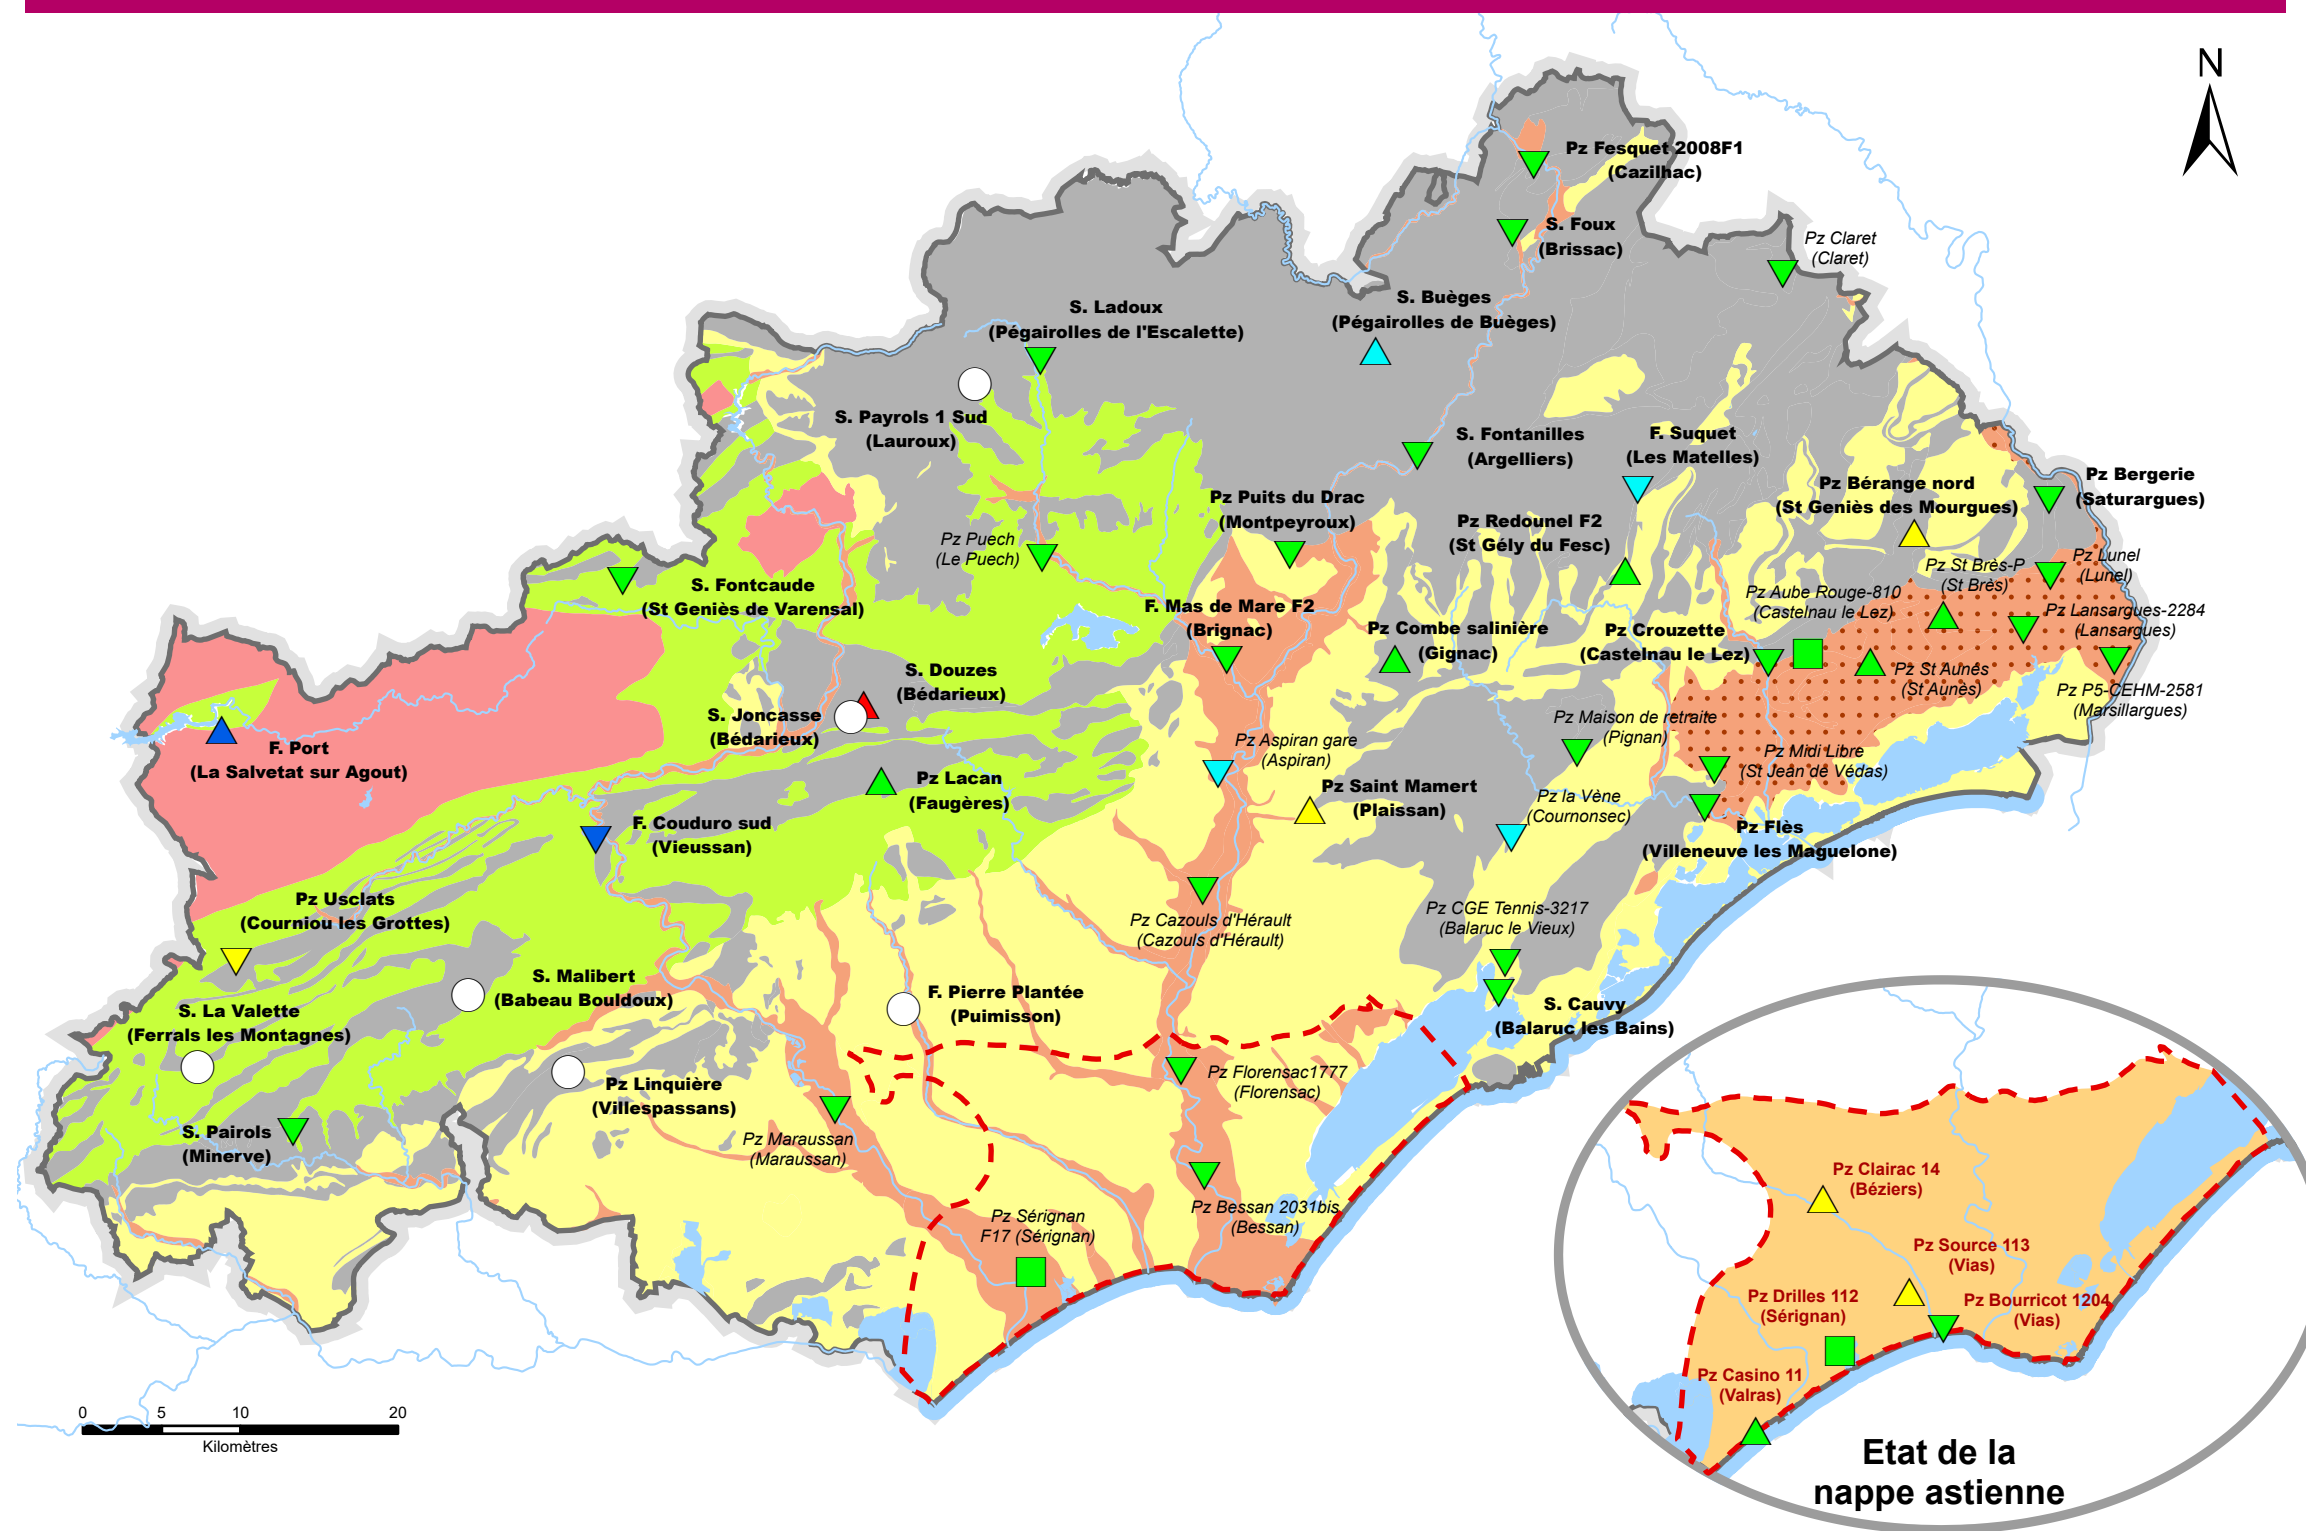 N
Pz Fesquet 2008F1
(Cazilhac)
S. Foux
(Brissac)
Pz Claret
(Claret)
S. Buèges
(Pégairolles de Buèges)
S. Ladoux
(Pégairolles de l'Escalette)
S. Payrols 1 Sud
(Lauroux)
S. Fontanilles
(Argelliers)
F. Suquet
(Les Matelles)
Pz Bérange nord
(St Geniès des Mourgues)
Pz Bergerie
(Saturargues)
Pz Puits du Drac
(Montpeyroux)
Pz Redounel F2
(St Gély du Fesc)
Pz Puech
(Le Puech)
Pz Lunel
(Lunel)
Pz St Brès-P
(St Brès)
S. Fontcaude
(St Geniès de Varensal)
Pz Aube Rouge-810
(Castelnau le Lez)
F. Mas de Mare F2
(Brignac)
Pz Lansargues-2284
(Lansargues)
Pz Combe salinière
(Gignac)
Pz Crouzette
(Castelnau le Lez)
S. Douzes
(Bédarieux)
Pz St Aunès
(St Aunès)
Pz P5-CEHM-2581
(Marsillargues)
S. Joncasse
(Bédarieux)
Pz Maison de retraite
(Pignan)
F. Port
(La Salvetat sur Agout)
Pz Aspiran gare
(Aspiran)
Pz Midi Libre
(St Jean de Védas)
Pz Lacan
(Faugères)
Pz Saint Mamert
(Plaissan)
Pz la Vène
(Cournonsec)
F. Couduro sud
(Vieussan)
Pz Flès
(Villeneuve les Maguelone)
Pz Usclats
(Courniou les Grottes)
Pz Cazouls d'Hérault
(Cazouls d'Hérault)
Pz CGE Tennis-3217
(Balaruc le Vieux)
S. Malibert
(Babeau Bouldoux)
F. Pierre Plantée
(Puimisson)
S. Cauvy
(Balaruc les Bains)
S. La Valette
(Ferrals les Montagnes)
Pz Linquière
(Villespassans)
Pz Florensac1777
(Florensac)
S. Pairols
(Minerve)
Pz Maraussan
(Maraussan)
Pz Sérignan
F17 (Sérignan)
Pz Bessan 2031bis
(Bessan)
Pz Clairac 14
(Béziers)
Pz Source 113
(Vias)
Pz Drilles 112
(Sérignan)
Pz Bourricot 1204
(Vias)
Pz Casino 11
(Valras)
0 5 10 20
Kilomètres
Etat de la
nappe astienne